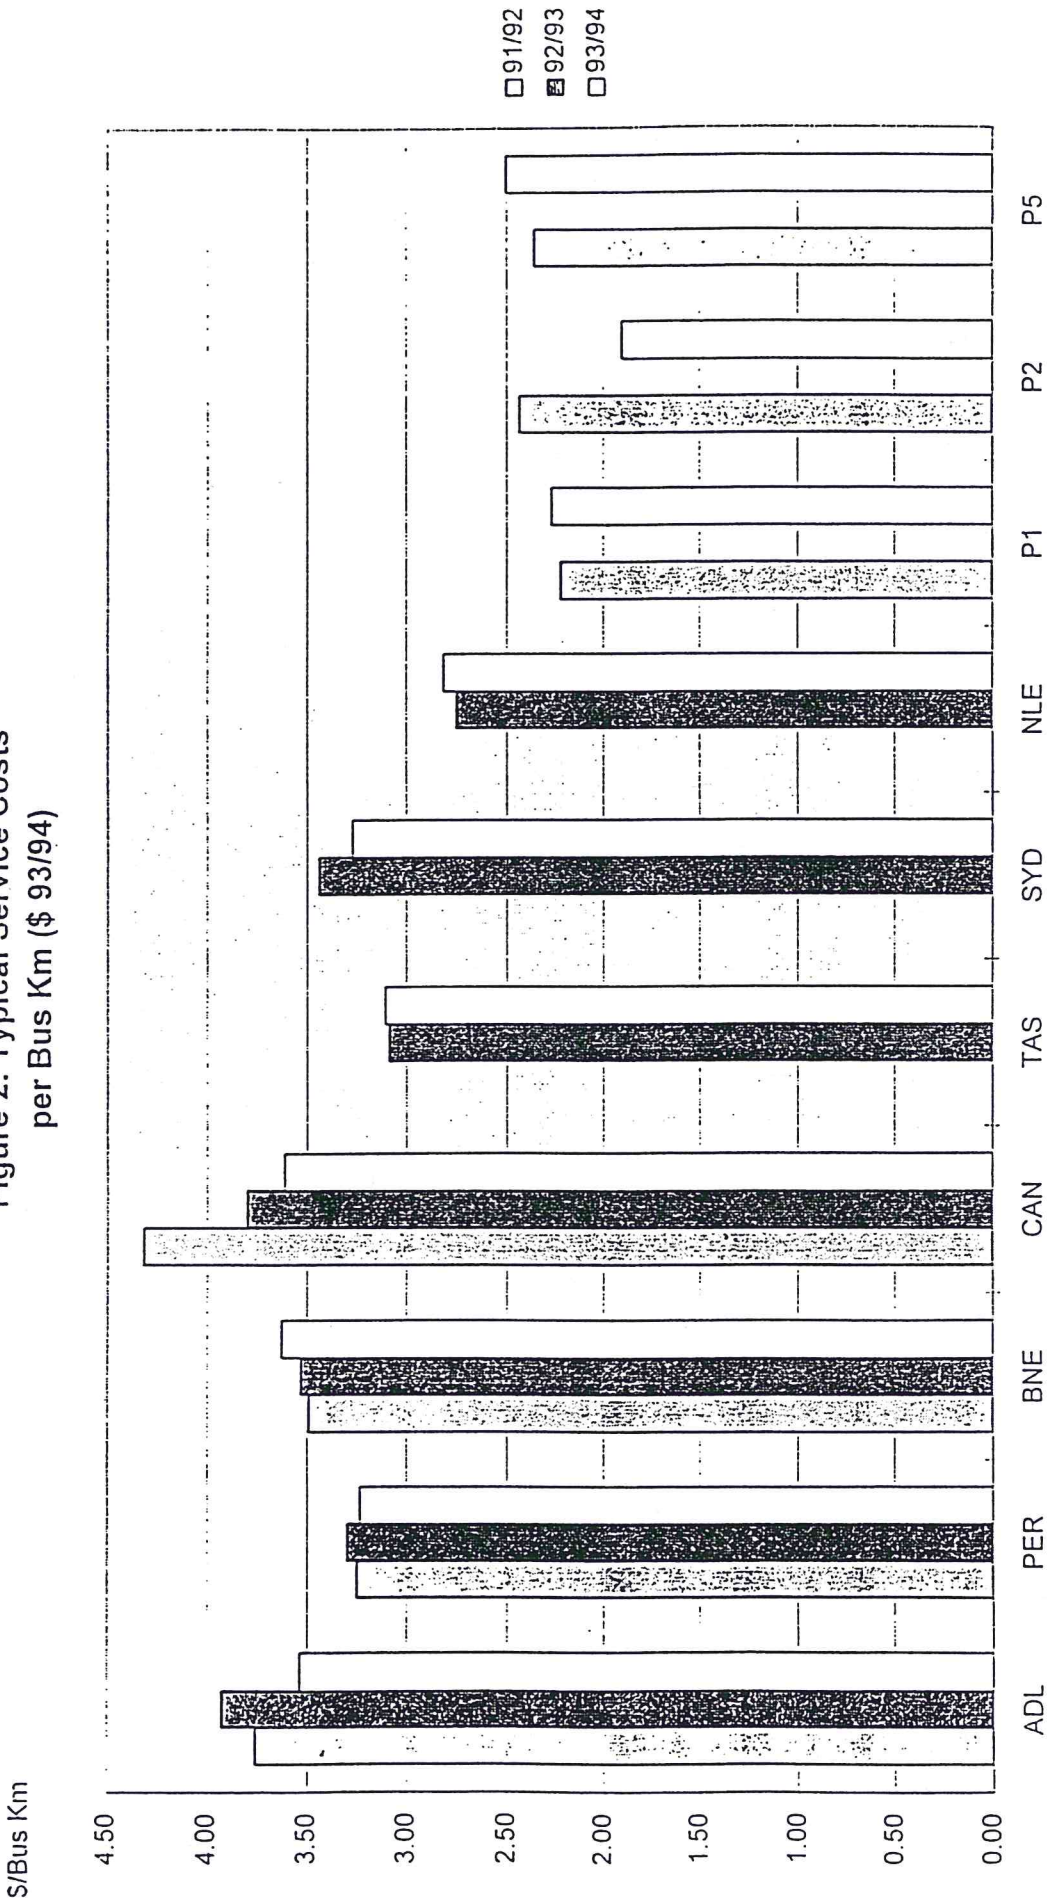 Figure 2: Typical Service Costs
per Bus Km ($ 93/94)
$/Bus Km
4.50
4.00
3.50
3.00
2.50
2.00
1.50
1.00
0.50
0.00
ADL
PER
BNE
CAN
TAS
SYD
NLE
P1
P2
P5
91/92
92/93
93/94